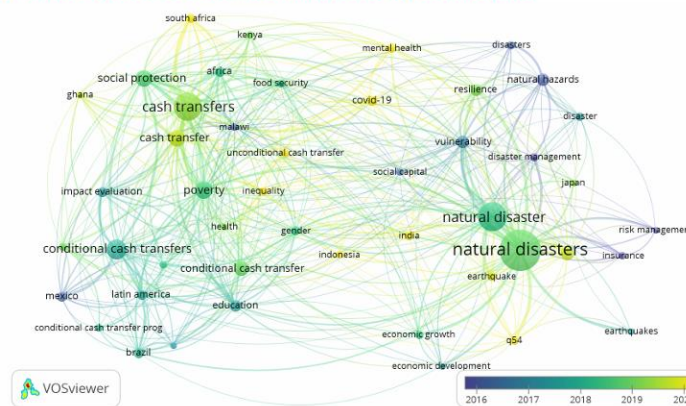 south africa
kenya
mental health
disasters
social protection
africa
food security
resilience
natural hazards
ghana
cash transfers
covid-19
disaster
cash transfer
malawi
vulnerability
unconditional cash transfer
disaster management
social capital
japan
impact evaluation
poverty
inequality
natural disaster
health
gender
india
risk management
conditional cash transfers
natural disasters
indonesia
insurance
conditional cash transfer
earthquake
mexico
latin america
education
conditional cash transfer prog
economic growth
q54
earthquakes
brazil
economic development
VOSviewer
2016 2017 2018 2019